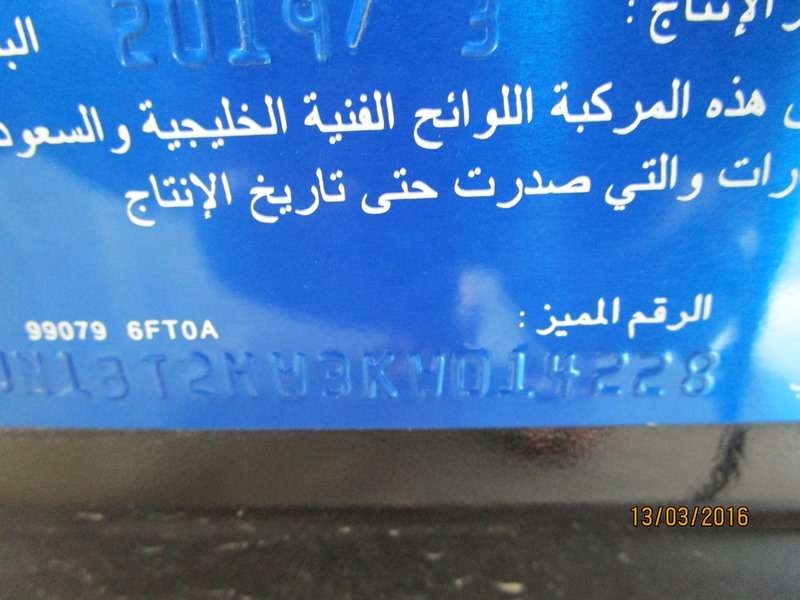 ر الإنتاج : 2019/ 3
هذه المركبة اللوائح الفنية الخليجية والسعود
رات والتي صدرت حتى تاريخ الإنتاج
الرقم المميز :
99079 6FT0A
13/03/2016